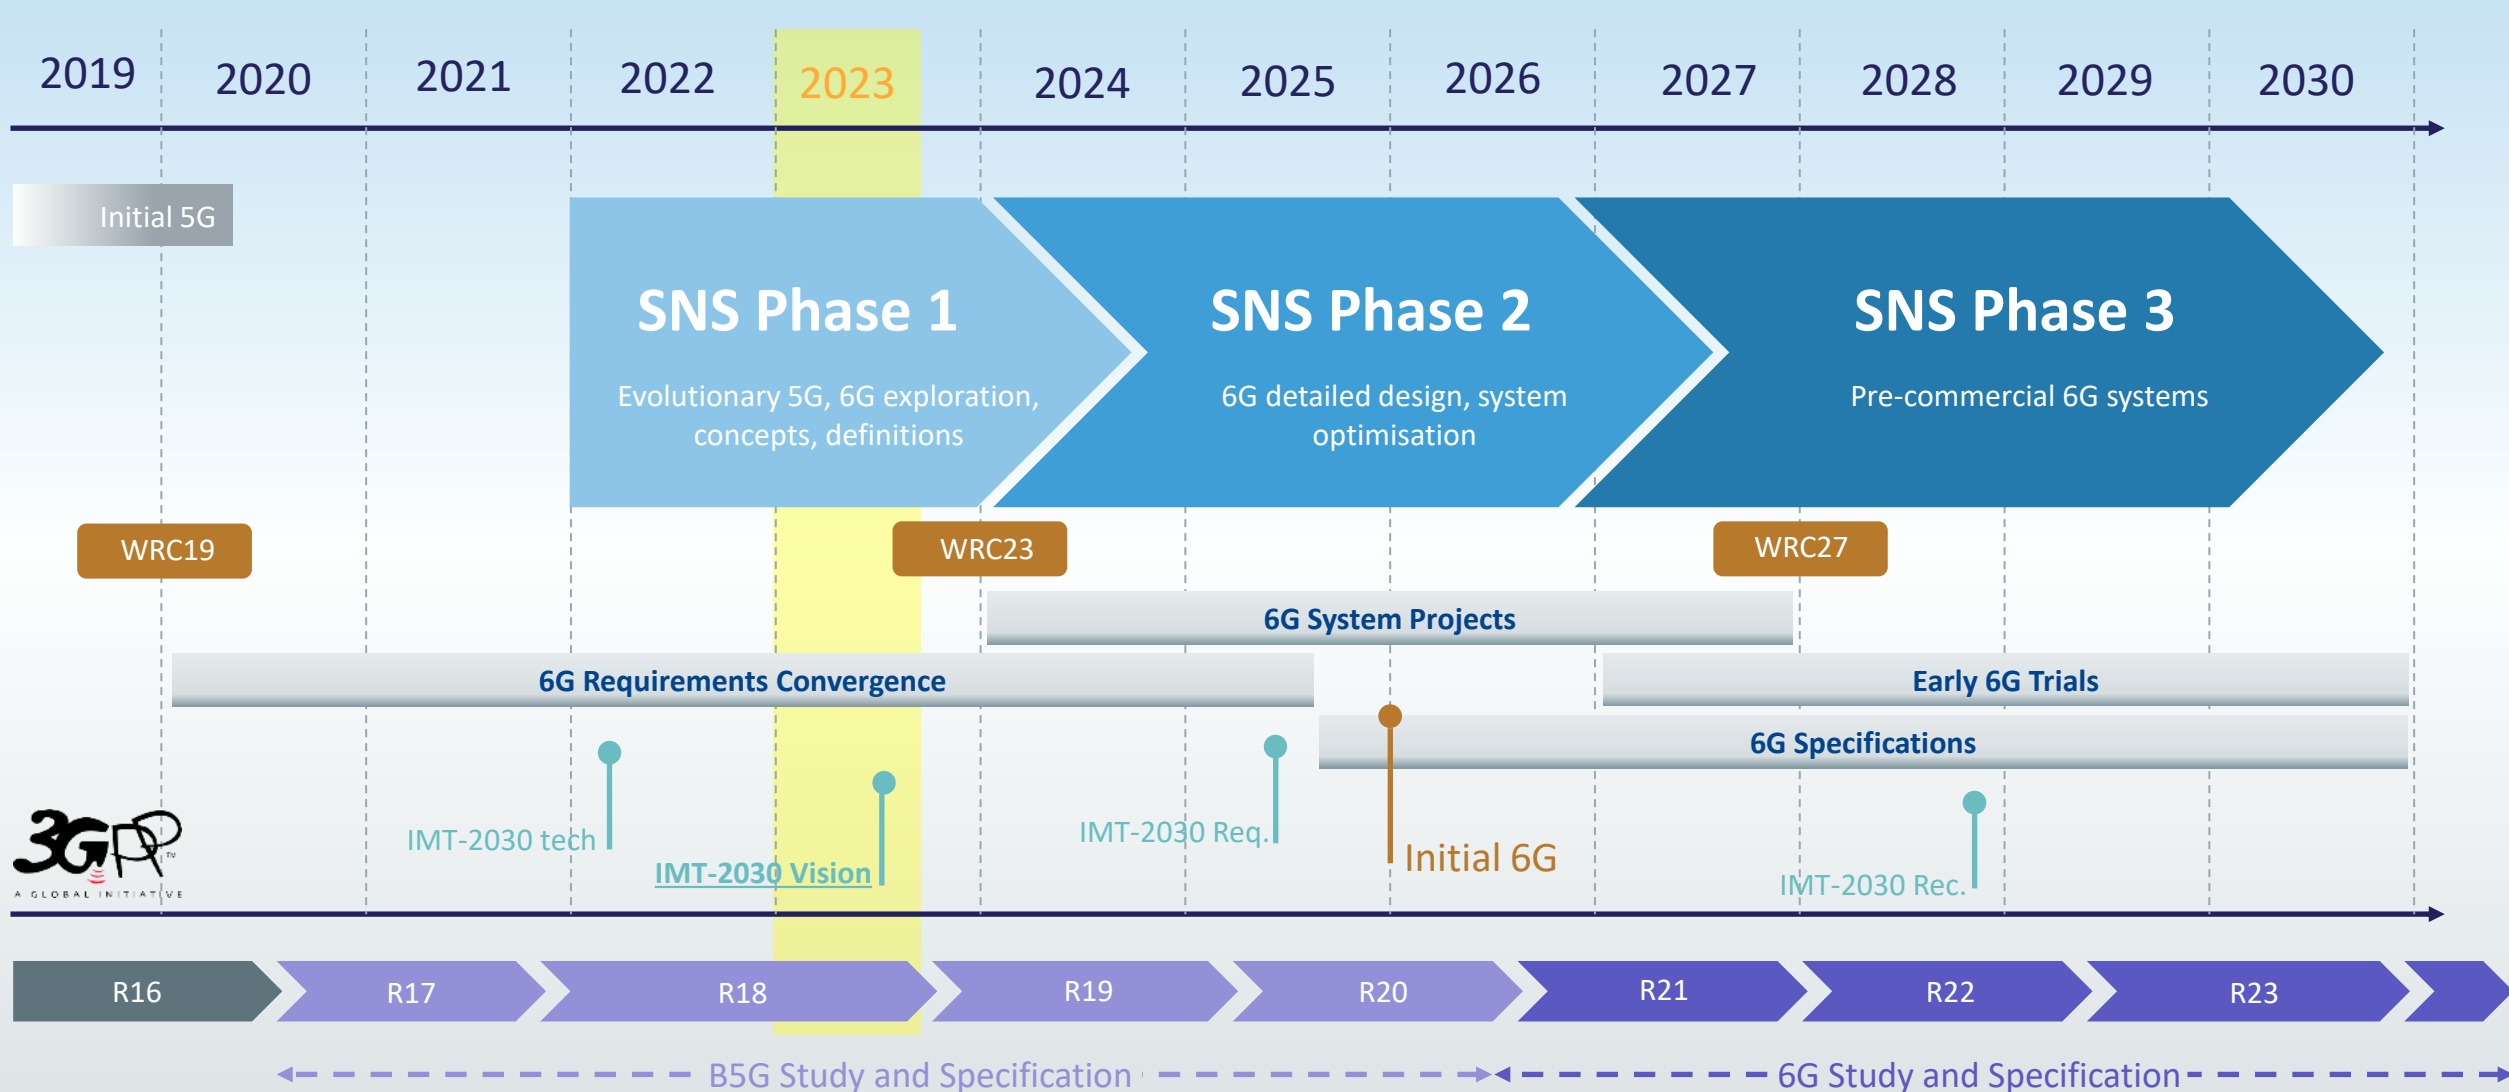 2019 2020 2021 2022 2023 2024 2025 2026 2027 2028 2029 2030
Initial 5G
SNS Phase 1
Evolutionary 5G, 6G exploration,
concepts, definitions
SNS Phase 2
6G detailed design, system
optimisation
SNS Phase 3
Pre-commercial 6G systems
WRC19
WRC23
WRC27
6G System Projects
6G Requirements Convergence
Early 6G Trials
6G Specifications
IMT-2030 tech
IMT-2030 Vision
IMT-2030 Req.
Initial 6G
IMT-2030 Rec.
3GPP™
A GLOBAL INITIATIVE
R16 R17 R18 R19 R20 R21 R22 R23
B5G Study and Specification
6G Study and Specification